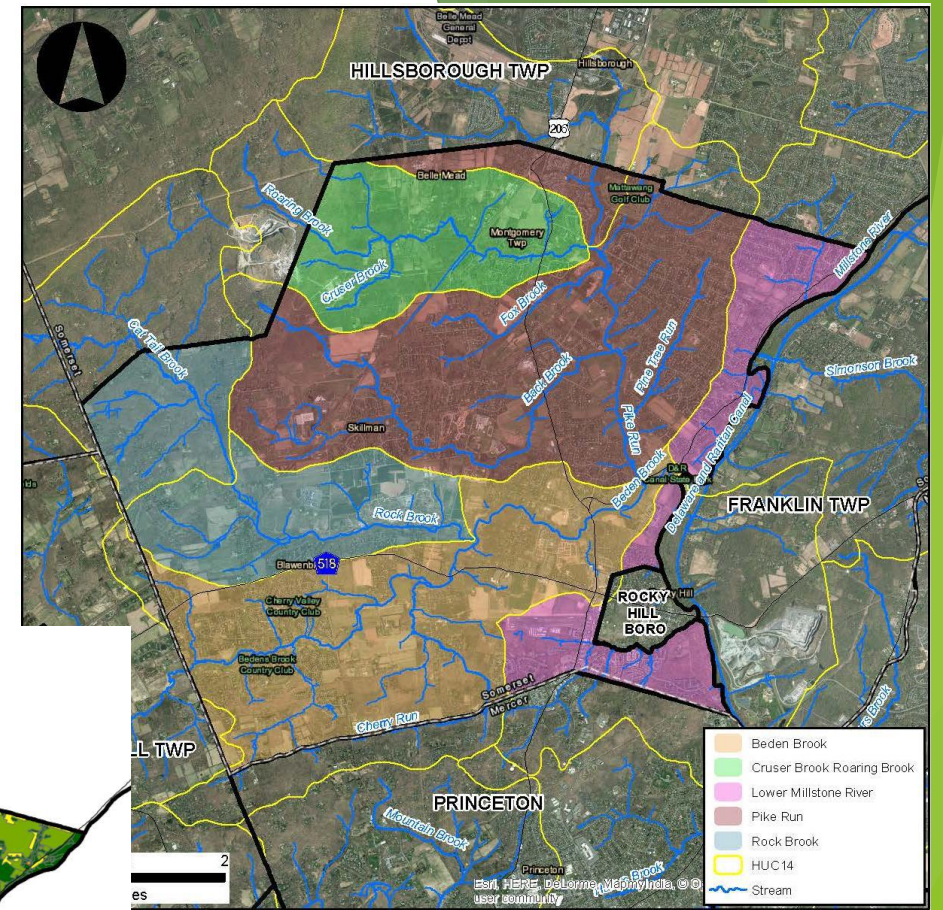 Belle Mead
General
Depot
HILLSBOROUGH TWP
Hillsborough
206
Belle Mead
Mattawang
Golf Club
Roaring Brook
Montgomery
Twp
Millstone River
Cruser Brook
Fox Brook
Somerset
Cat Tail Brook
Pine Tree Run
Simonson Brook
Beck Brook
Pike Run
Skillman
Beden Brook
D&R
Canal State
Delaware and Raritan Canal
FRANKLIN TWP
Rock Brook
518
ROCKY
HILL
BORO
Hill
Cherry Valley
Country Club
Bedens Brook
Country Club
Somerset
Mercer
Cherry Run
LL TWP
PRINCETON
Mountain Brook
Princeton
Brook
2
es
Esri, HERE, DeLorme, MapmyIndia, ©
user community
Beden Brook
Cruser Brook Roaring Brook
Lower Millstone River
Pike Run
Rock Brook
HUC14
Stream